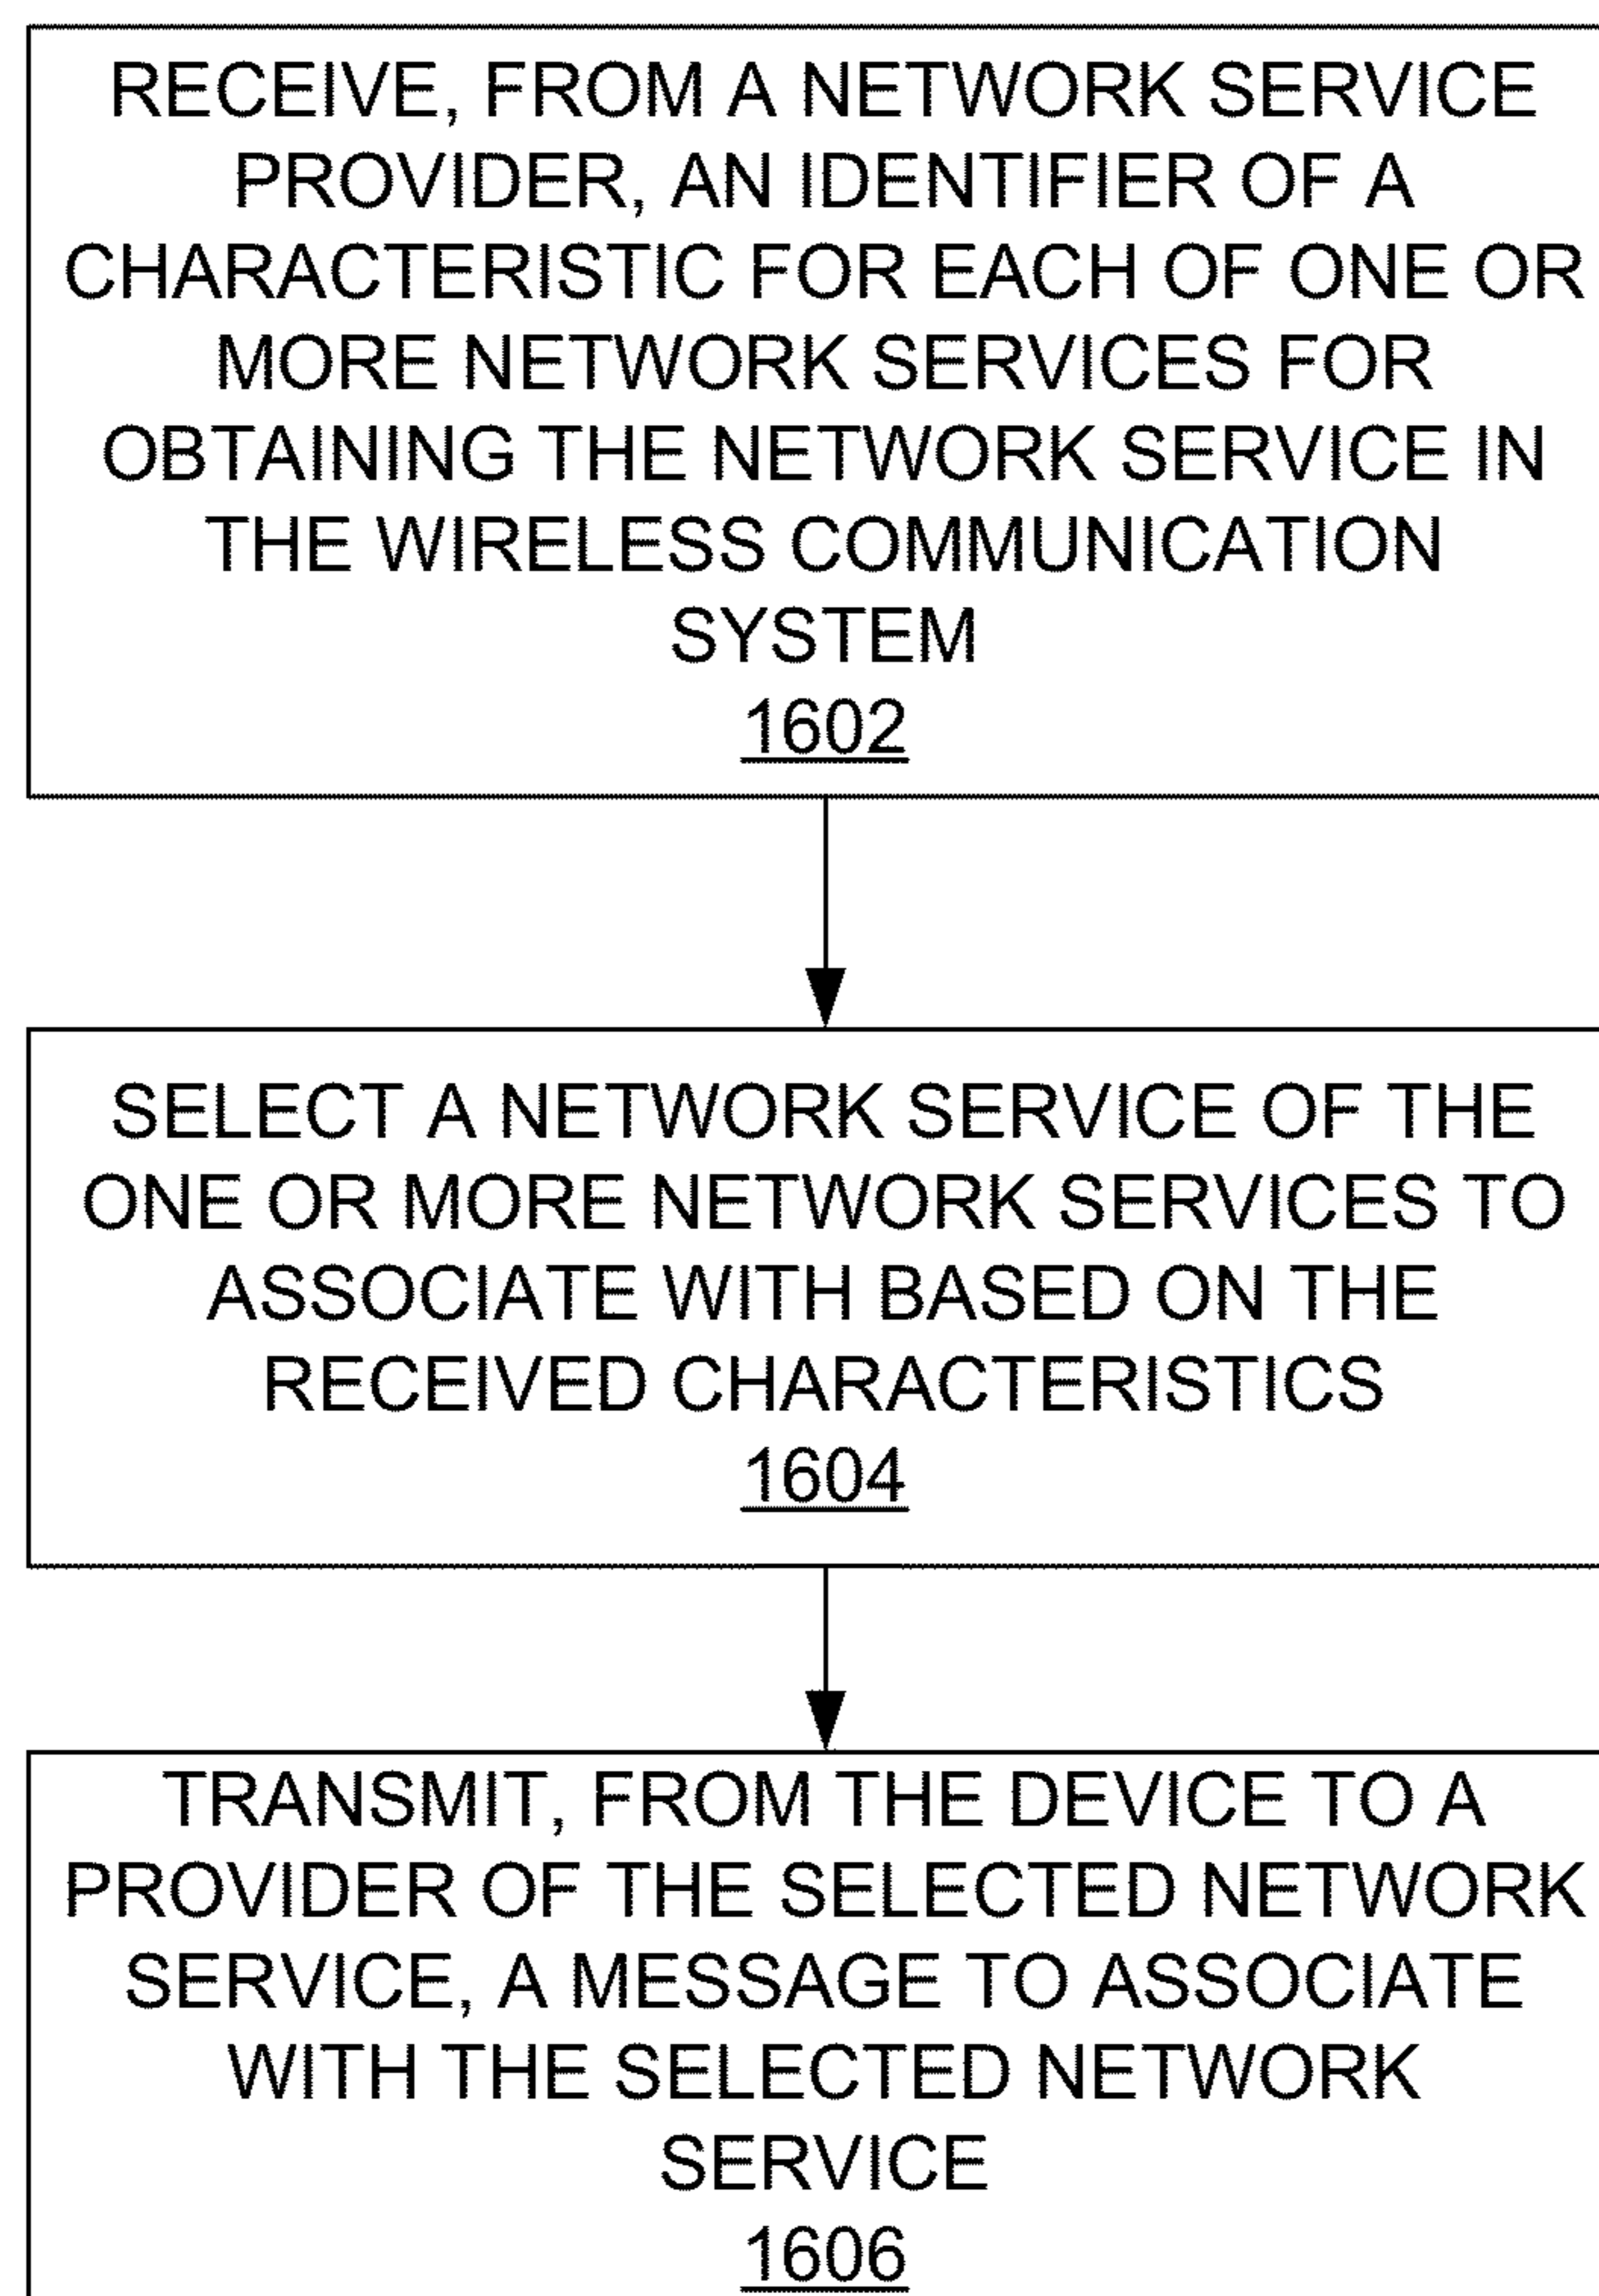 RECEIVE, FROM A NETWORK SERVICE
PROVIDER, AN IDENTIFIER OF A
CHARACTERISTIC FOR EACH OF ONE OR
MORE NETWORK SERVICES FOR
OBTAINING THE NETWORK SERVICE IN
THE WIRELESS COMMUNICATION
SYSTEM
1602
SELECT A NETWORK SERVICE OF THE
ONE OR MORE NETWORK SERVICES TO
ASSOCIATE WITH BASED ON THE
RECEIVED CHARACTERISTICS
1604
TRANSMIT, FROM THE DEVICE TO A
PROVIDER OF THE SELECTED NETWORK
SERVICE, A MESSAGE TO ASSOCIATE
WITH THE SELECTED NETWORK
SERVICE
1606